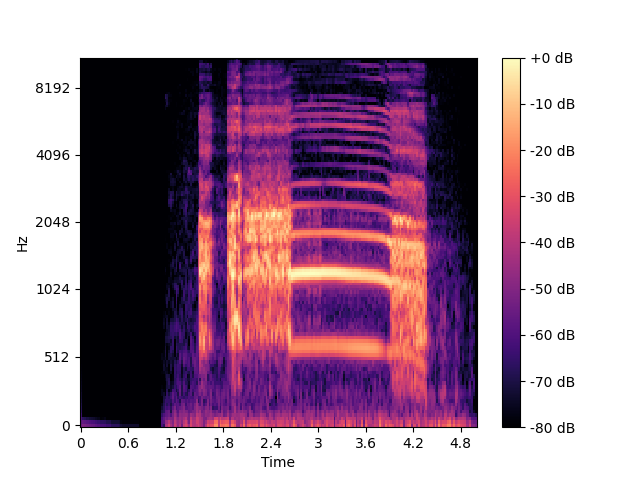 +0 dB
8192
-10 dB
4096
-20 dB
-30 dB
2048
Hz
-40 dB
1024
-50 dB
-60 dB
512
-70 dB
0
-80 dB
0 0.6 1.2 1.8 2.4 3 3.6 4.2 4.8
Time